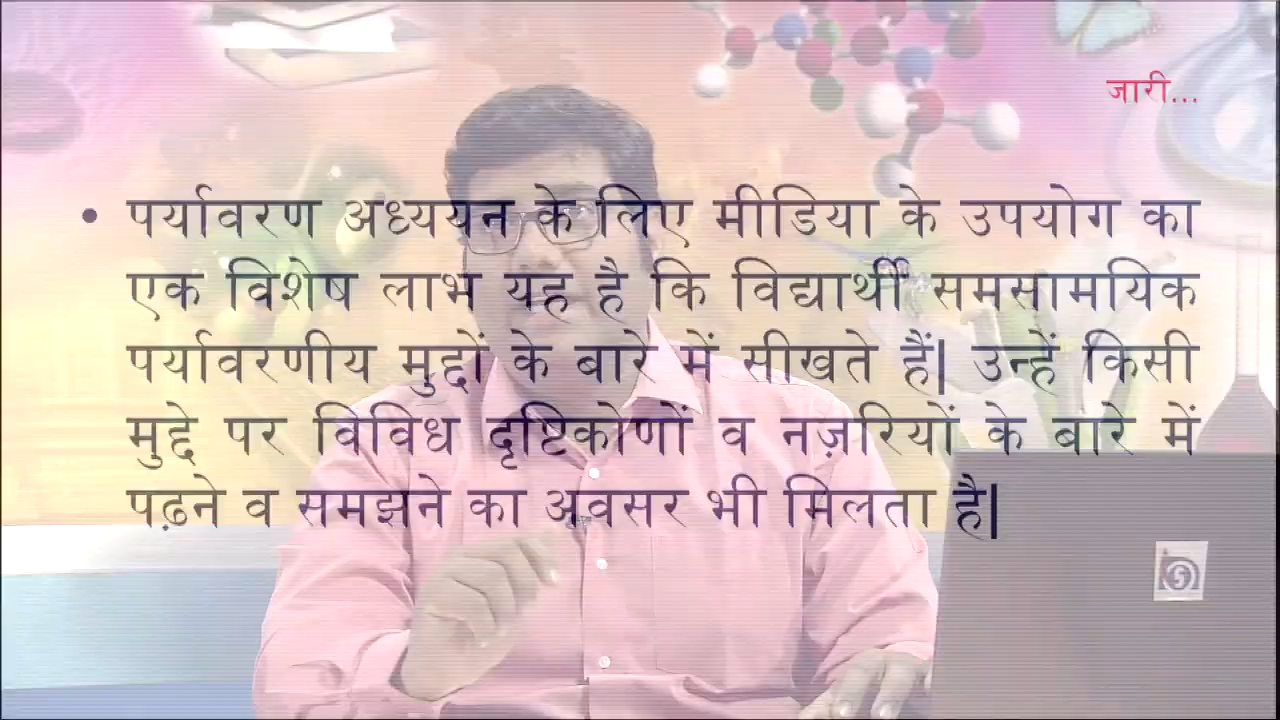 जारी...
• पर्यावरण अध्ययन के लिए मीडिया के उपयोग का
एक विशेष लाभ यह है कि विद्यार्थी समसामयिक
पर्यावरणीय मुद्दों के बारे में सीखते हैं| उन्हें किसी
मुद्दे पर विविध दृष्टिकोणों व नज़रियों के बारे में
पढ़ने व समझने का अवसर भी मिलता है|